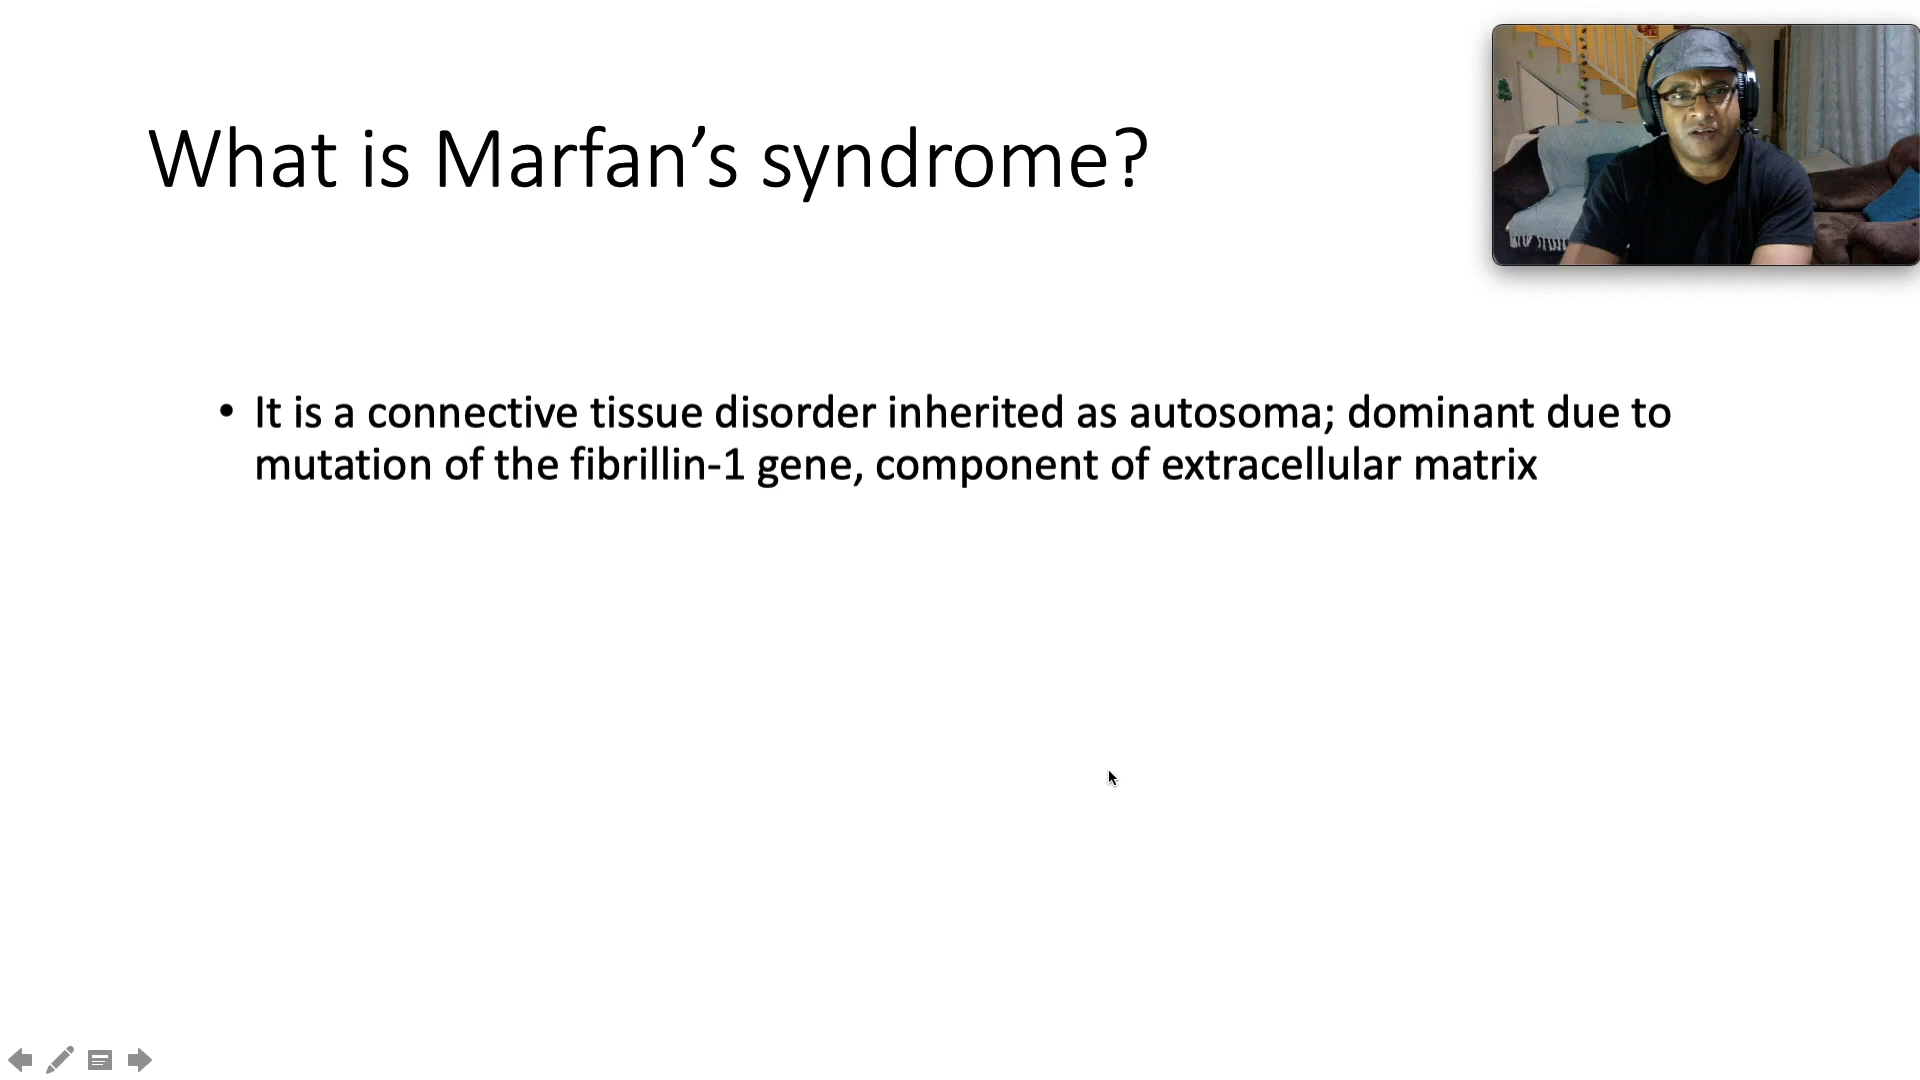 What is Marfan’s syndrome?
• It is a connective tissue disorder inherited as autosoma; dominant due to
mutation of the fibrillin-1 gene, component of extracellular matrix